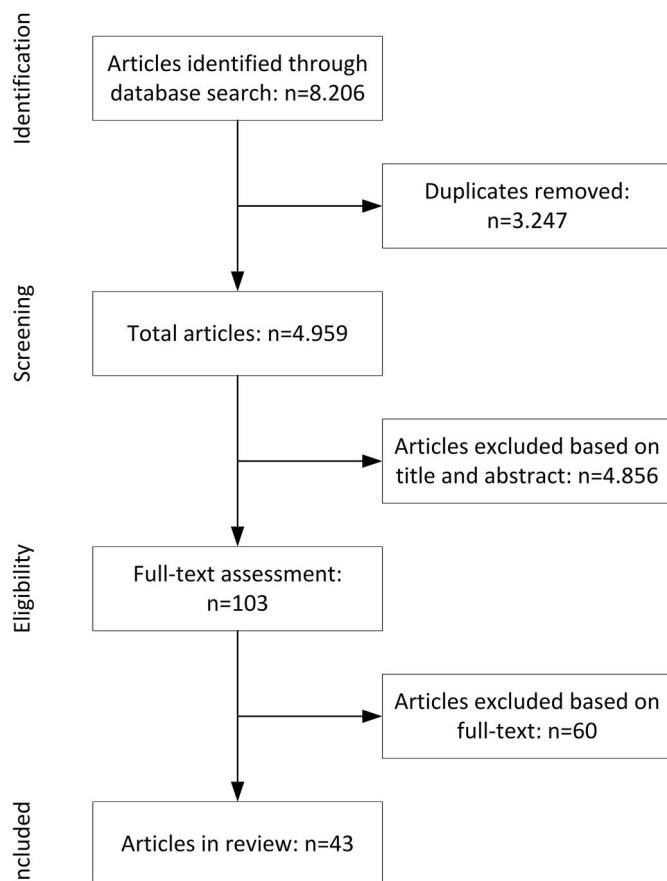 Identification
Articles identified through
database search: n=8.206
Duplicates removed:
n=3.247
Screening
Total articles: n=4.959
Articles excluded based on
title and abstract: n=4.856
Eligibility
Full-text assessment:
n=103
Articles excluded based on
full-text: n=60
ncluded
Articles in review: n=43